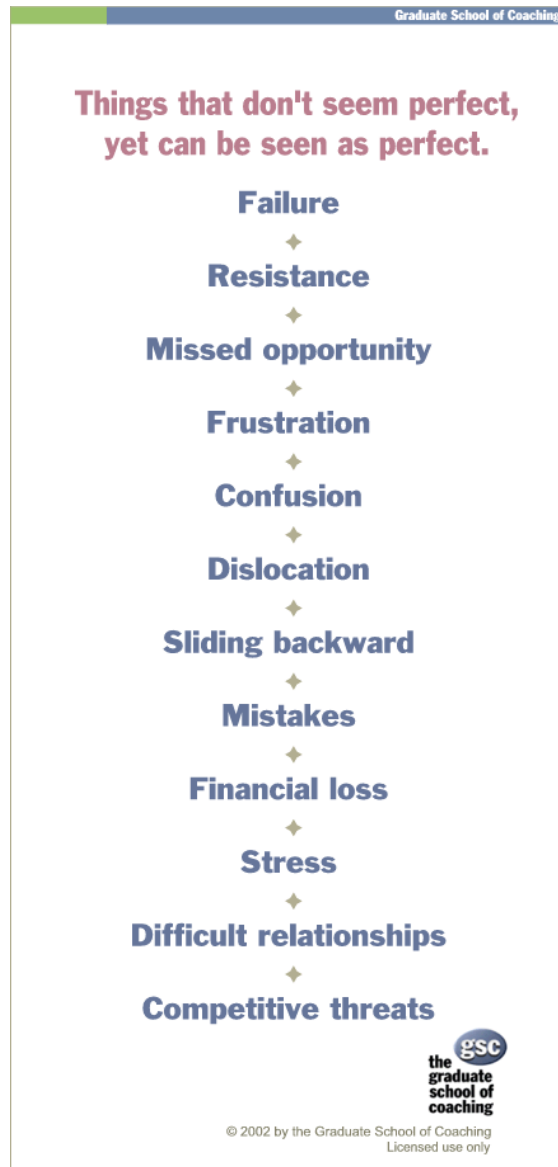 Graduate School of Coaching
Things that don't seem perfect,
yet can be seen as perfect.
Failure
Resistance
Missed opportunity
Frustration
Confusion
Dislocation
Sliding backward
Mistakes
Financial loss
Stress
Difficult relationships
Competitive threats
gsc
the
graduate
school of
coaching
© 2002 by the Graduate School of Coaching
Licensed use only